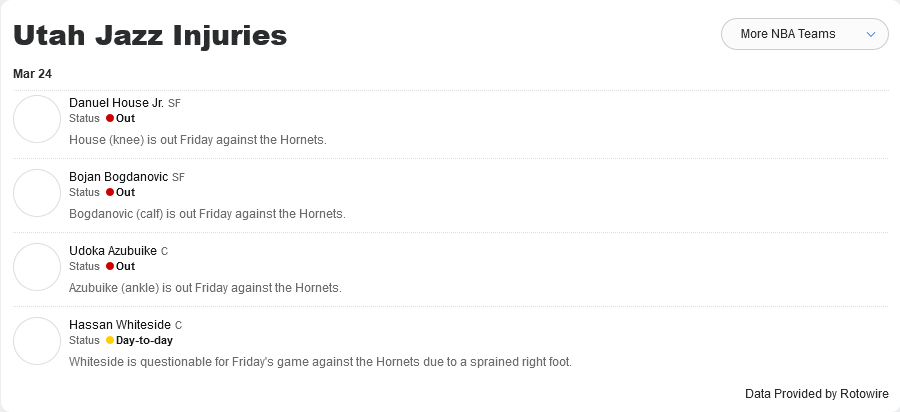 Utah Jazz Injuries
More NBA Teams
Mar 24
Danuel House Jr. SF
Status Out
House (knee) is out Friday against the Hornets.
Bojan Bogdanovic SF
Status Out
Bogdanovic (calf) is out Friday against the Hornets.
Udoka Azubuike C
Status Out
Azubuike (ankle) is out Friday against the Hornets.
Hassan Whiteside C
Status Day-to-day
Whiteside is questionable for Friday's game against the Hornets due to a sprained right foot.
Data Provided by Rotowire